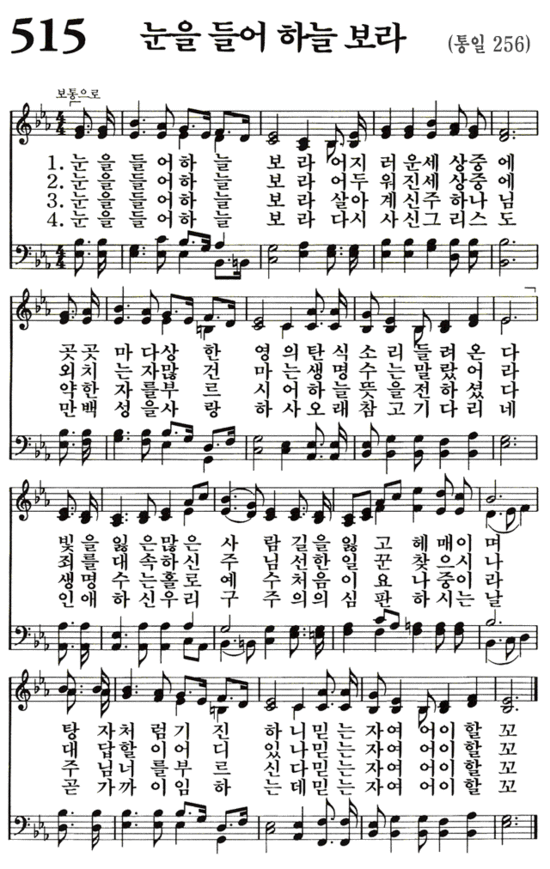 515 눈을 들어 하늘 보라 (통일 256)
보통으로
1. 눈을 들어하 늘 보 라 어지 러 운세 상중 에
2. 눈을 들어하 늘 보 라 어두 워 진세 상중 에
3. 눈을 들어하 늘 보 라 살아 계 신주 하나 님
4. 눈을 들어하 늘 보 라 다시 사 신그 리스 도
곳곳 마 다상 한 영 의탄 식 소 리 들 려 온 다
외치 는 자많 건 마 는생 명 수 는 말 랐 어 라
약한 자 를부 르 시 어하 늘 뜻 을 전 하 셨 다
만백 성 을사 랑 하 사오 래 참 고 기 다 리 네
빛을 잃 은많 은 사 람 길을 잃 고 헤 매이 며
죄를 대 속하 신 주 님 선한 일 꾼 찾 으시 나
생명 수 는홀 로 예 수 처음 이 요 나 중이 라
인애 하 신우 리 구 주 의의 심 판 하 시는 날
탕 자처 럼기 진 하 니믿 는 자여 어이 할 꼬
대 답할 이어 디 있 나믿 는 자여 어이 할 꼬
주 님너 를부 르 신 다믿 는 자여 어이 할 꼬
곧 가까 이임 하 는 데믿 는 자여 어이 할 꼬